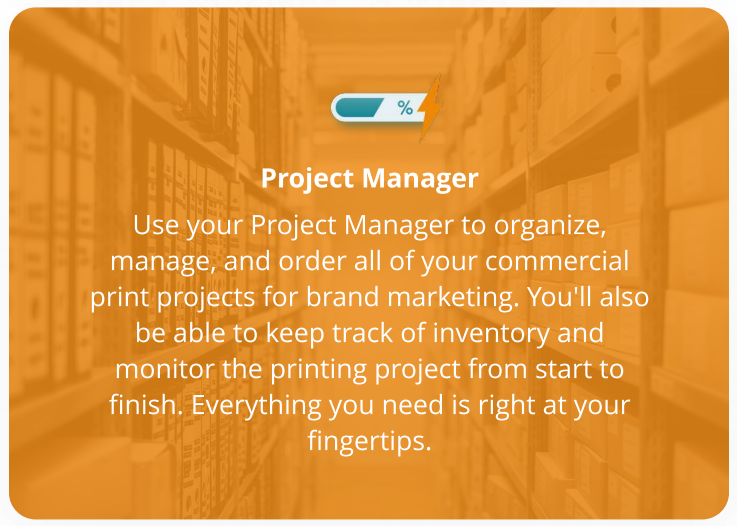 %
Project Manager
Use your Project Manager to organize,
manage, and order all of your commercial
print projects for brand marketing. You'll also
be able to keep track of inventory and
monitor the printing project from start to
finish. Everything you need is right at your
fingertips.